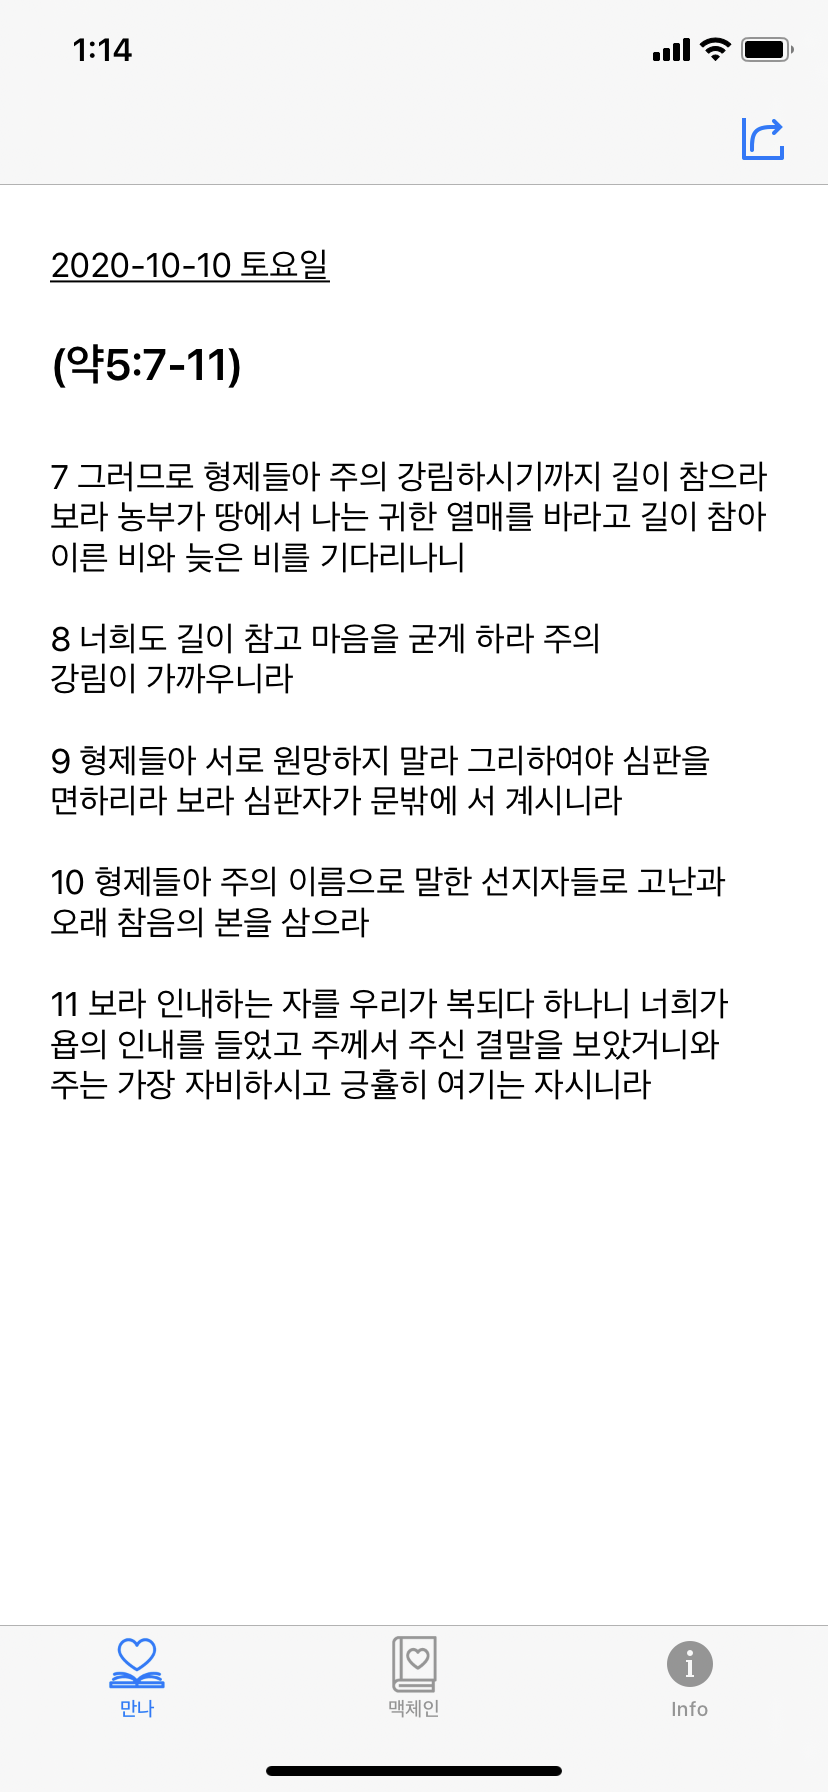 1:14
2020-10-10 토요일
(약5:7-11)
7 그러므로 형제들아 주의 강림하시기까지 길이 참으라
보라 농부가 땅에서 나는 귀한 열매를 바라고 길이 참아
이른 비와 늦은 비를 기다리나니
8 너희도 길이 참고 마음을 굳게 하라 주의
강림이 가까우니라
9 형제들아 서로 원망하지 말라 그리하여야 심판을
면하리라 보라 심판자가 문밖에 서 계시니라
10 형제들아 주의 이름으로 말한 선지자들로 고난과
오래 참음의 본을 삼으라
11 보라 인내하는 자를 우리가 복되다 하나니 너희가
욥의 인내를 들었고 주께서 주신 결말을 보았거니와
주는 가장 자비하시고 긍휼히 여기는 자시니라
만나
맥체인
Info